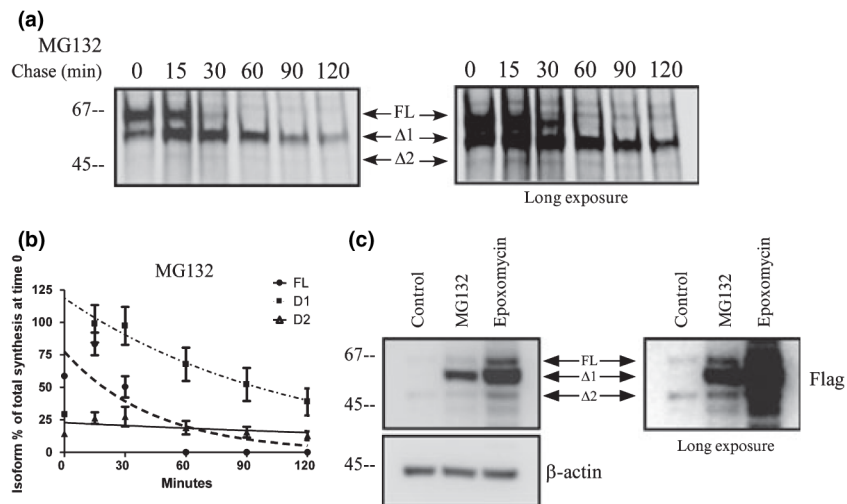 (a)
MG132
Chase (min) 0 15 30 60 90 120 0 15 30 60 90 120
67-- FL
Δ1
45-- Δ2
Long exposure
(b)
MG132
Isoform % of total synthesis at time 0
125
100
75
50
25
0
0 30 60 90 120
Minutes
FL
D1
D2
(c)
Control MG132 Epoxomycin Control MG132 Epoxomycin
67-- FL
Δ1 Flag
45-- Δ2
Long exposure
45-- β-actin